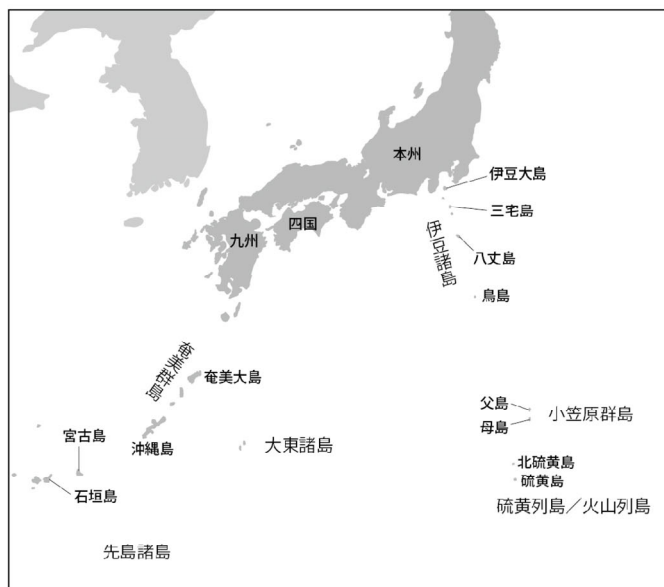 本州
伊豆大島
三宅島
四国
九州
伊豆諸島
八丈島
鳥島
奄美群島
奄美大島
父島
小笠原群島
母島
宮古島
沖縄島
大東諸島
北硫黄島
硫黄島
石垣島
硫黄列島／火山列島
先島諸島